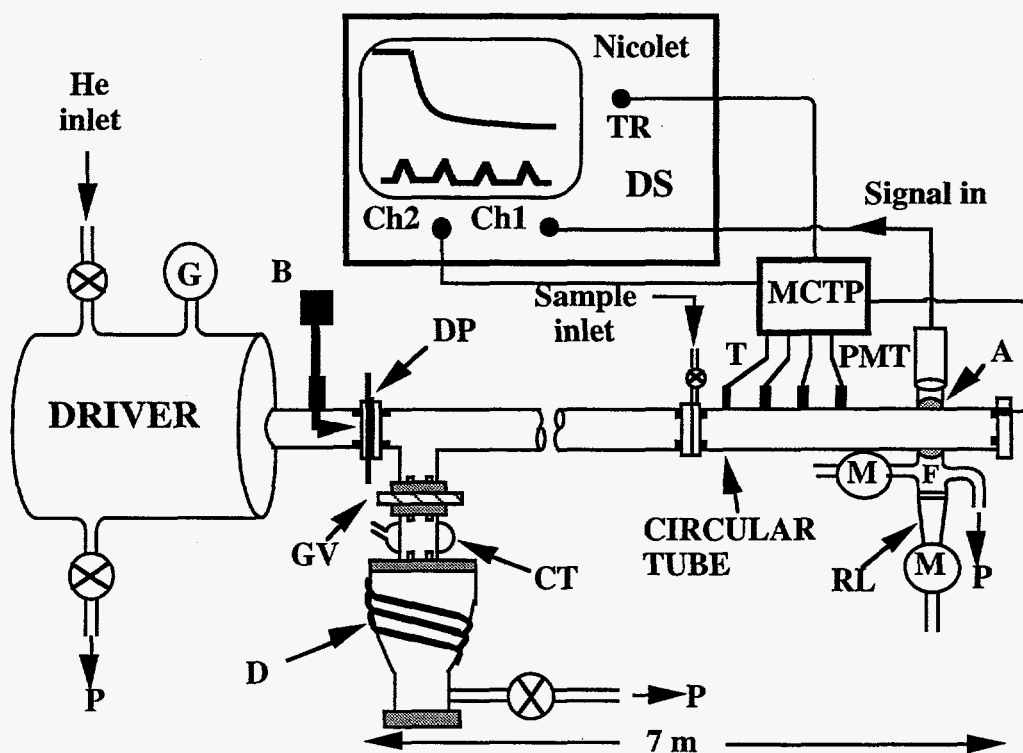 He
inlet
Nicolet
TR
DS
Ch2
Ch1
Signal in
G
B
DP
Sample
inlet
MCTP
T
PMT
A
DRIVER
M
F
GV
CT
CIRCULAR
TUBE
RL
M
P
D
P
P
7 m